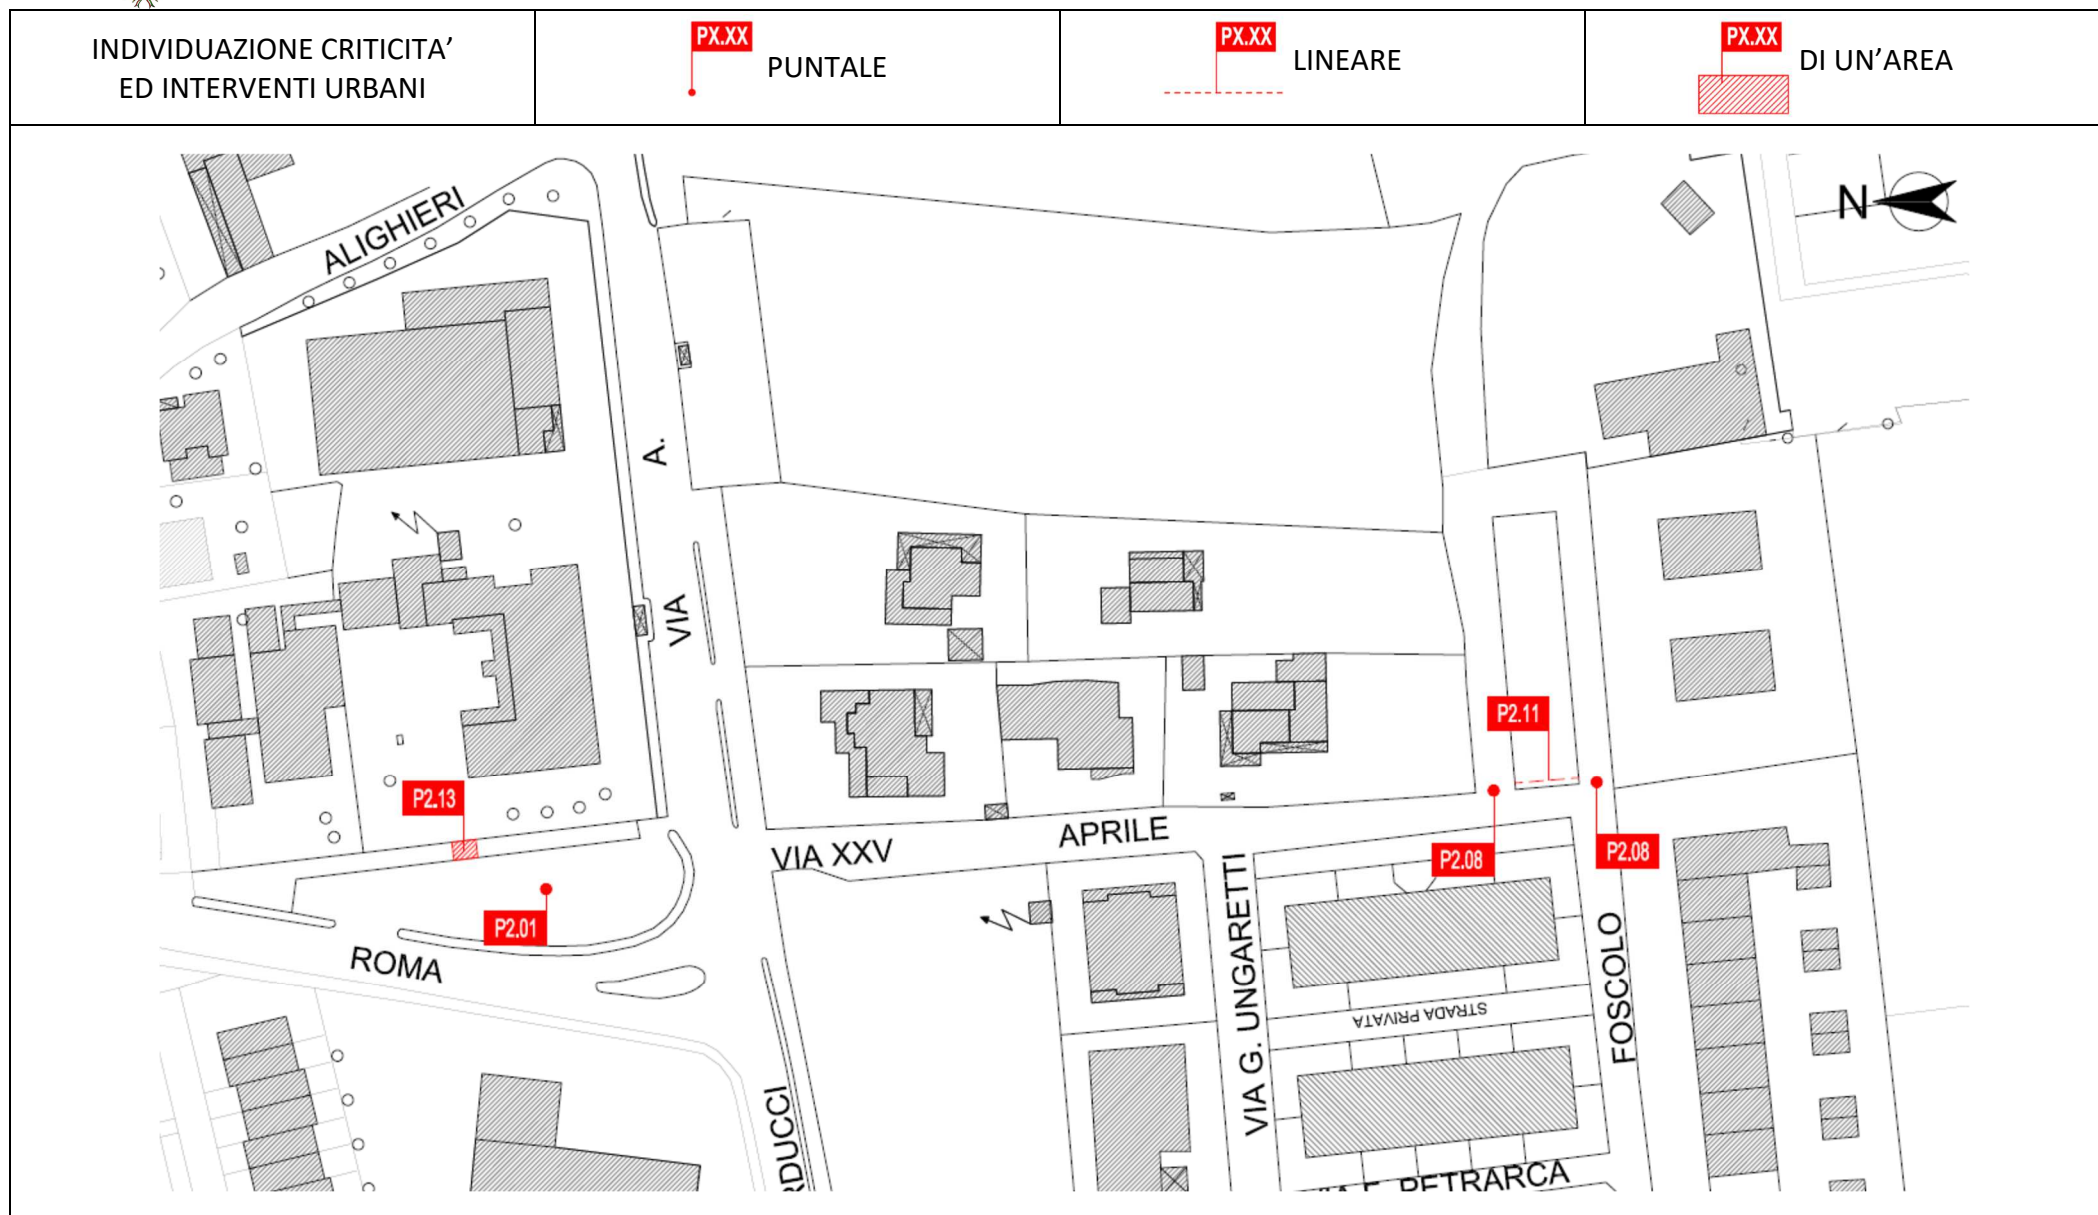 INDIVIDUAZIONE CRITICITA’
ED INTERVENTI URBANI
PX.XX
PUNTALE
PX.XX
LINEARE
PX.XX
DI UN’AREA
ALIGHIERI
N
A.
VIA
P2.11
P2.13
VIA XXV
APRILE
P2.08
P2.08
P2.01
ROMA
VIA G. UNGARETTI
FOSCOLO
STRADA PRIVATA
RDUCCI
PETRARCA